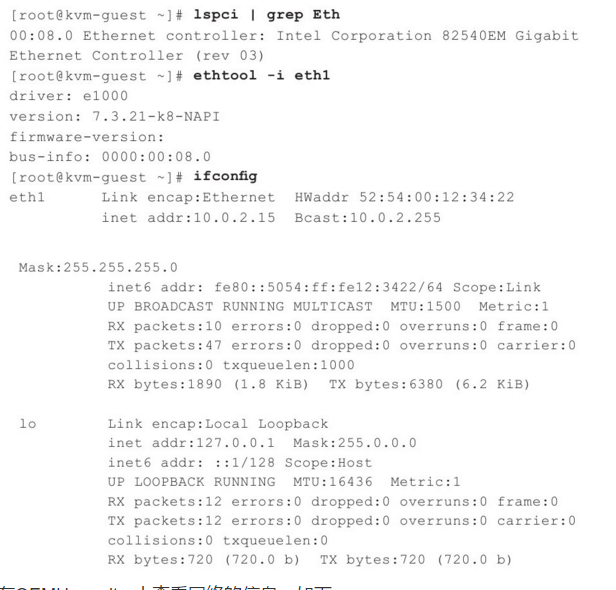 [root@kvm-guest ~]# lspci | grep Eth
00:08.0 Ethernet controller: Intel Corporation 82540EM Gigabit
Ethernet Controller (rev 03)
[root@kvm-guest ~]# ethtool -i eth1
driver: e1000
version: 7.3.21-k8-NAPI
firmware-version:
bus-info: 0000:00:08.0
[root@kvm-guest ~]# ifconfig
eth1 Link encap:Ethernet HWaddr 52:54:00:12:34:22
inet addr:10.0.2.15 Bcast:10.0.2.255
Mask:255.255.255.0
inet6 addr: fe80::5054:ff:fe12:3422/64 Scope:Link
UP BROADCAST RUNNING MULTICAST MTU:1500 Metric:1
RX packets:10 errors:0 dropped:0 overruns:0 frame:0
TX packets:47 errors:0 dropped:0 overruns:0 carrier:0
collisions:0 txqueuelen:1000
RX bytes:1890 (1.8 KiB) TX bytes:6380 (6.2 KiB)
lo Link encap:Local Loopback
inet addr:127.0.0.1 Mask:255.0.0.0
inet6 addr: ::1/128 Scope:Host
UP LOOPBACK RUNNING MTU:16436 Metric:1
RX packets:12 errors:0 dropped:0 overruns:0 frame:0
TX packets:12 errors:0 dropped:0 overruns:0 carrier:0
collisions:0 txqueuelen:0
RX bytes:720 (720.0 b) TX bytes:720 (720.0 b)